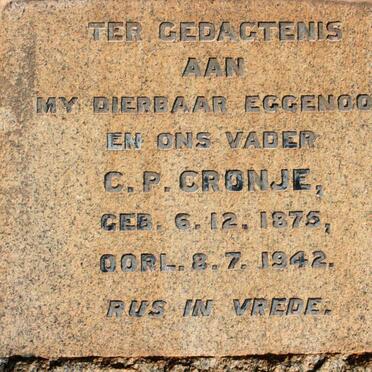 TER GEDAGTENIS
AAN
MY DIERBAAR EGGENOO
EN ONS VADER
C. P. CRONJE,
GEB. 6. 12. 1875,
OORL. 8. 7. 1942.
RUS IN VREDE.